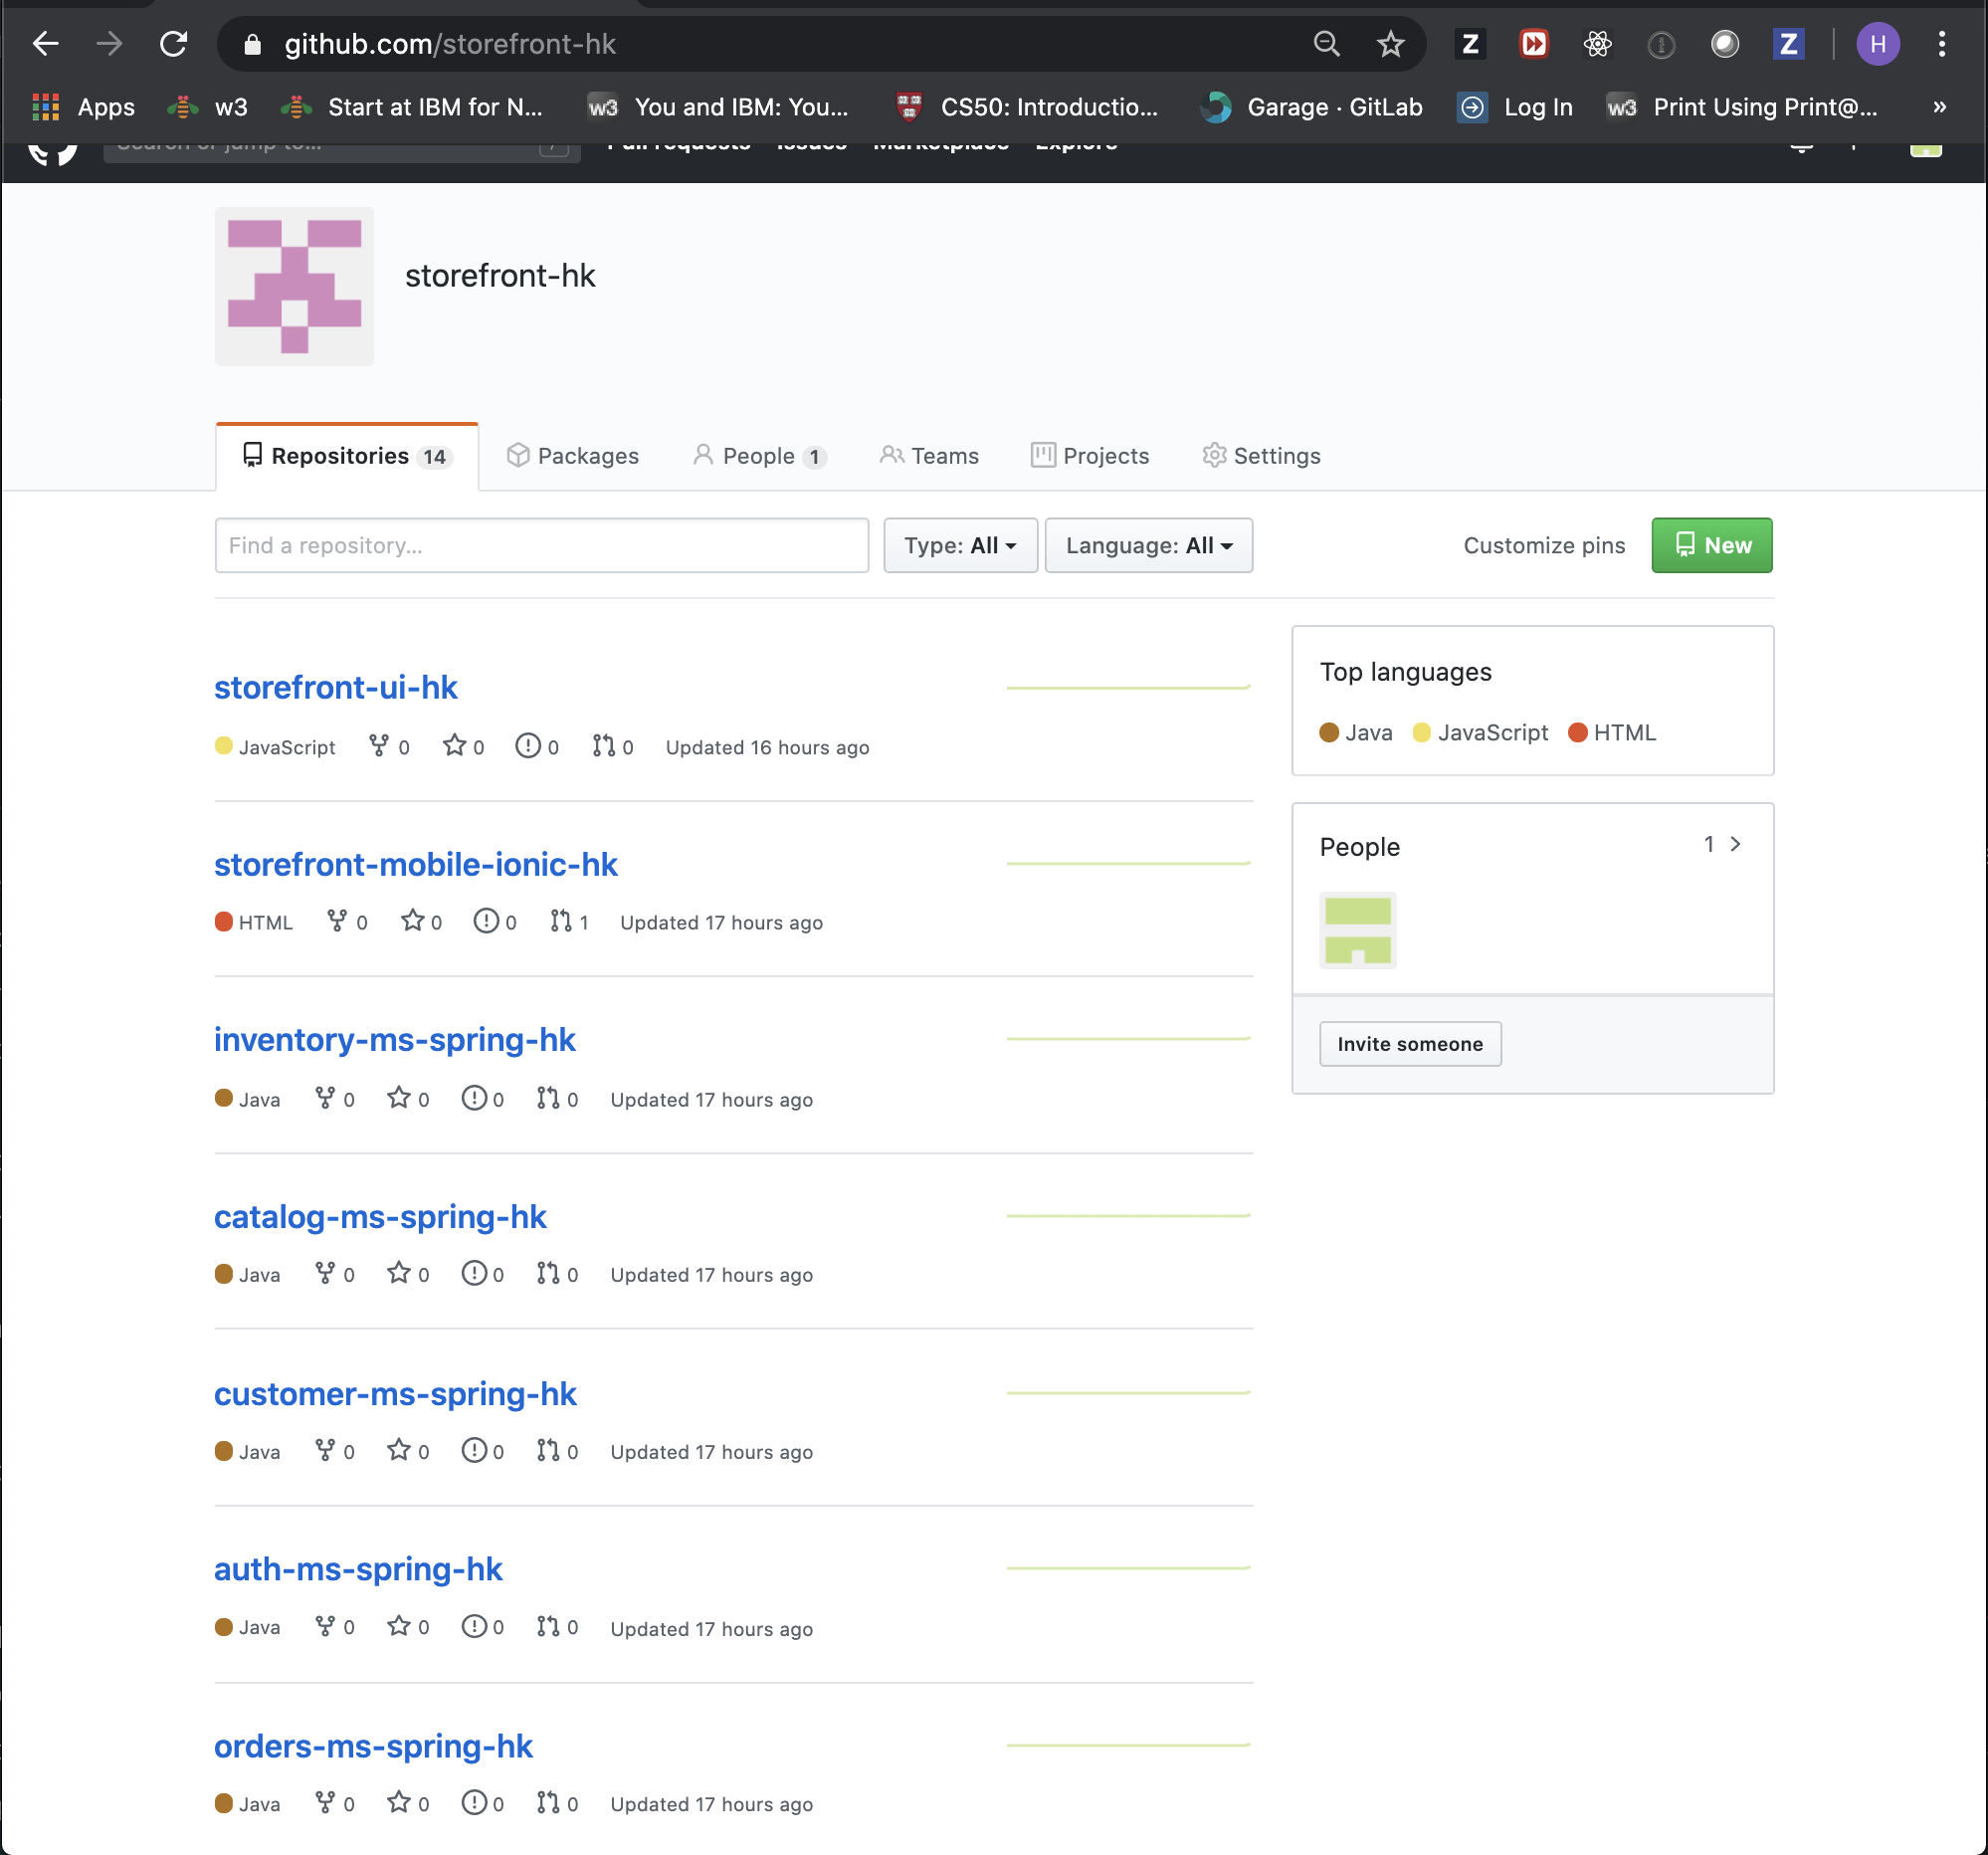 github.com/storefront-hk
Z Z H
Apps w3 Start at IBM for N... w3 You and IBM: You... CS50: Introductio... Garage · GitLab Log In w3 Print Using Print@... »
Search or jump to... / Pull requests Issues Marketplace Explore
storefront-hk
Repositories 14 Packages People 1 Teams Projects Settings
Find a repository... Type: All Language: All Customize pins New
storefront-ui-hk
JavaScript 0 0 0 0 Updated 16 hours ago
storefront-mobile-ionic-hk
HTML 0 0 0 1 Updated 17 hours ago
inventory-ms-spring-hk
Java 0 0 0 0 Updated 17 hours ago
catalog-ms-spring-hk
Java 0 0 0 0 Updated 17 hours ago
customer-ms-spring-hk
Java 0 0 0 0 Updated 17 hours ago
auth-ms-spring-hk
Java 0 0 0 0 Updated 17 hours ago
orders-ms-spring-hk
Java 0 0 0 0 Updated 17 hours ago
Top languages
Java JavaScript HTML
People 1
Invite someone